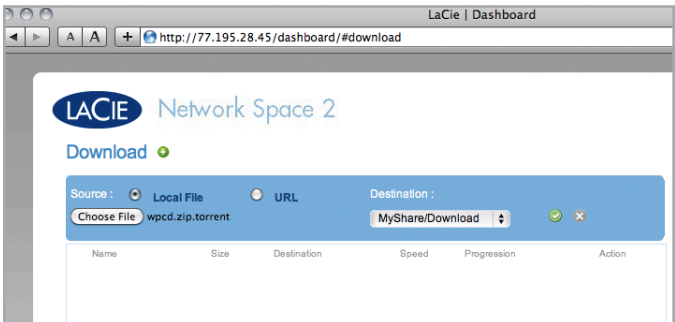 LaCie | Dashboard
A A + http://77.195.28.45/dashboard/#download
LACIE Network Space 2
Download
Source : Local File URL Destination :
Choose File wpcd.zip.torrent MyShare/Download
Name Size Destination Speed Progression Action